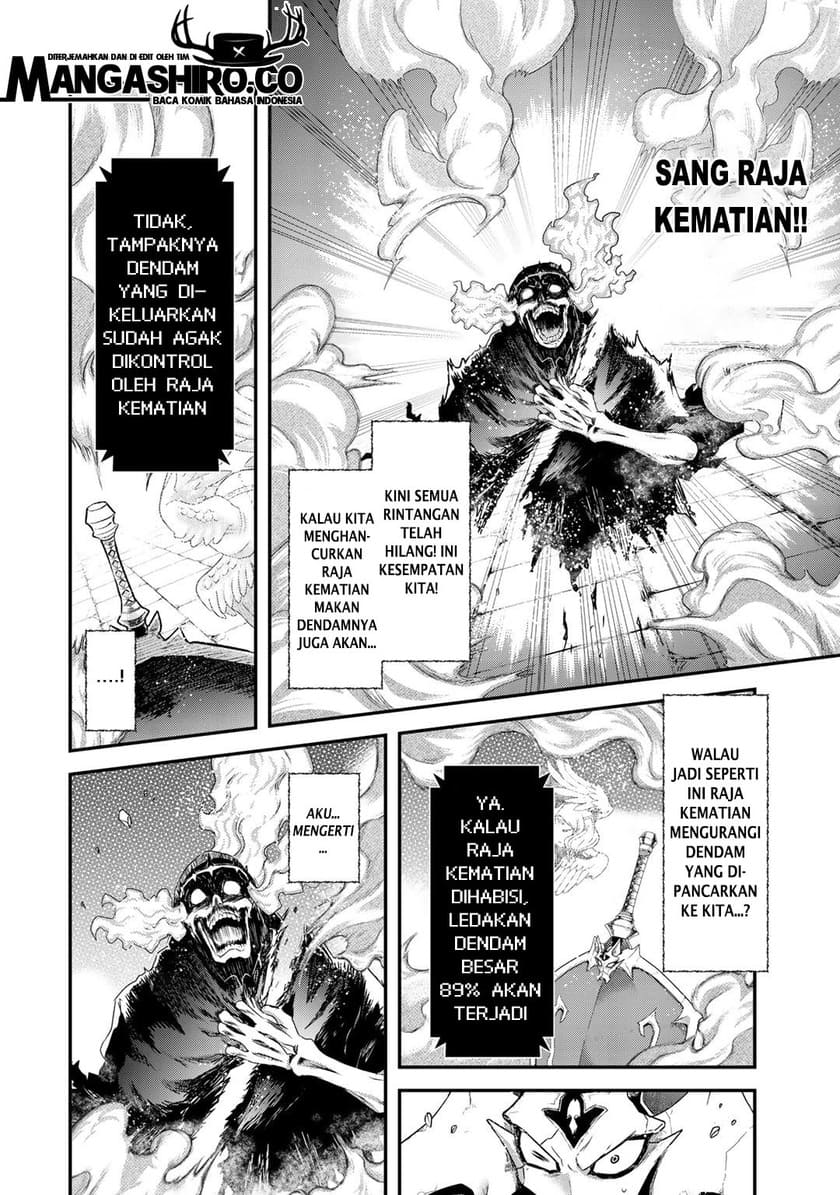 DITERJEMAHKAN DAN DI EDIT OLEH TIM
MANGASHIRO.CO
BACA KOMIK BAHASA INDONESIA
SANG RAJA
KEMATIAN!!
KINI SEMUA
RINTANGAN
TELAH
HILANG! INI
KESEMPATAN
KITA!
KALAU KITA
MENGHAN-
CURKAN
RAJA
KEMATIAN
MAKAN
DENDAMNYA
JUGA AKAN...
TIDAK,
TAMPAKNYA
DENDAM
YANG DI-
KELUARKAN
SUDAH AGAK
DIKONTROL
OLEH RAJA
KEMATIAN
....!
WALAU
JADI SEPERTI
INI RAJA
KEMATIAN
MENGURANGI
DENDAM
YANG DI-
PANCARKAN
KE KITA...?
YA.
KALAU
RAJA
KEMATIAN
DIHABISI,
LEDAKAN
DENDAM
BESAR
89% AKAN
TERJADI
AKU...
MENGERTI
...